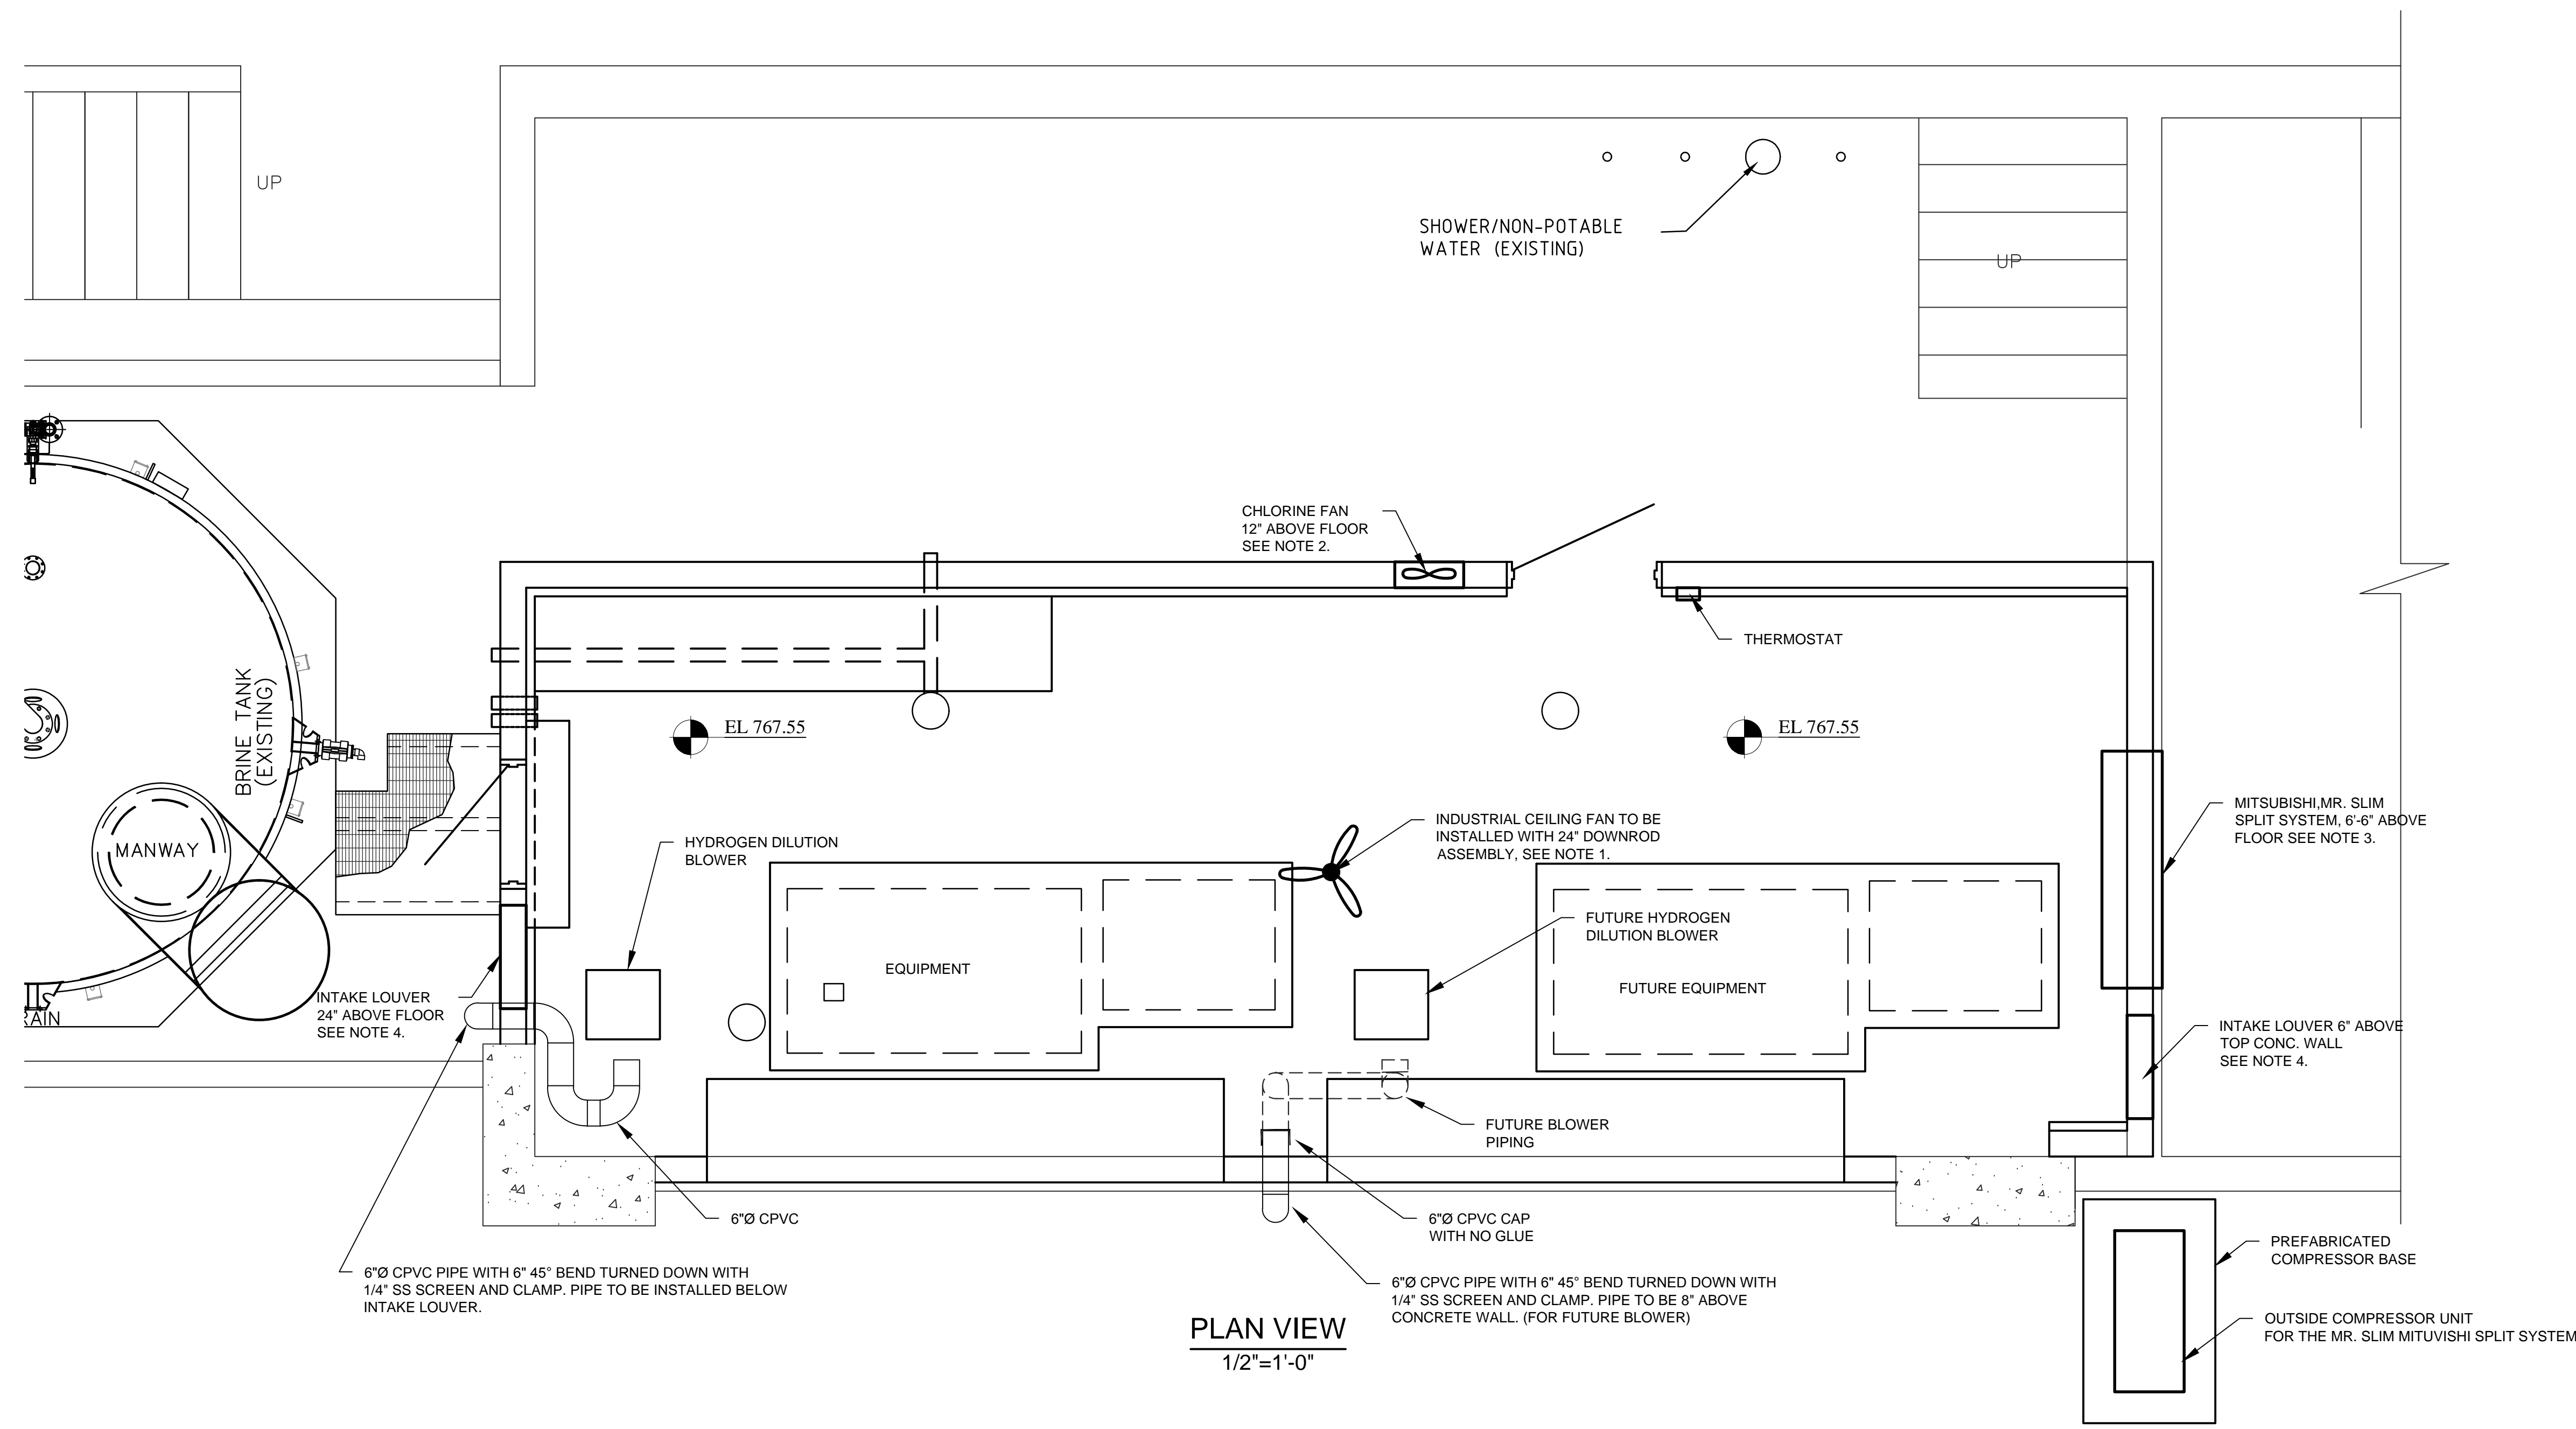 UP
SHOWER/NON-POTABLE
WATER (EXISTING)
UP
CHLORINE FAN
12" ABOVE FLOOR
SEE NOTE 2.
THERMOSTAT
BRINE TANK
(EXISTING)
EL 767.55
EL 767.55
MANWAY
HYDROGEN DILUTION
BLOWER
INDUSTRIAL CEILING FAN TO BE
INSTALLED WITH 24" DOWNROD
ASSEMBLY, SEE NOTE 1.
MITSUBISHI,MR. SLIM
SPLIT SYSTEM, 6'-6" ABOVE
FLOOR SEE NOTE 3.
FUTURE HYDROGEN
DILUTION BLOWER
EQUIPMENT
FUTURE EQUIPMENT
INTAKE LOUVER
24" ABOVE FLOOR
SEE NOTE 4.
RAIN
INTAKE LOUVER 6" ABOVE
TOP CONC. WALL
SEE NOTE 4.
FUTURE BLOWER
PIPING
6"Ø CPVC
6"Ø CPVC CAP
WITH NO GLUE
6"Ø CPVC PIPE WITH 6" 45° BEND TURNED DOWN WITH
1/4" SS SCREEN AND CLAMP. PIPE TO BE INSTALLED BELOW
INTAKE LOUVER.
6"Ø CPVC PIPE WITH 6" 45° BEND TURNED DOWN WITH
1/4" SS SCREEN AND CLAMP. PIPE TO BE 8" ABOVE
CONCRETE WALL. (FOR FUTURE BLOWER)
PREFABRICATED
COMPRESSOR BASE
OUTSIDE COMPRESSOR UNIT
FOR THE MR. SLIM MITUVISHI SPLIT SYSTEM
PLAN VIEW
1/2"=1'-0"